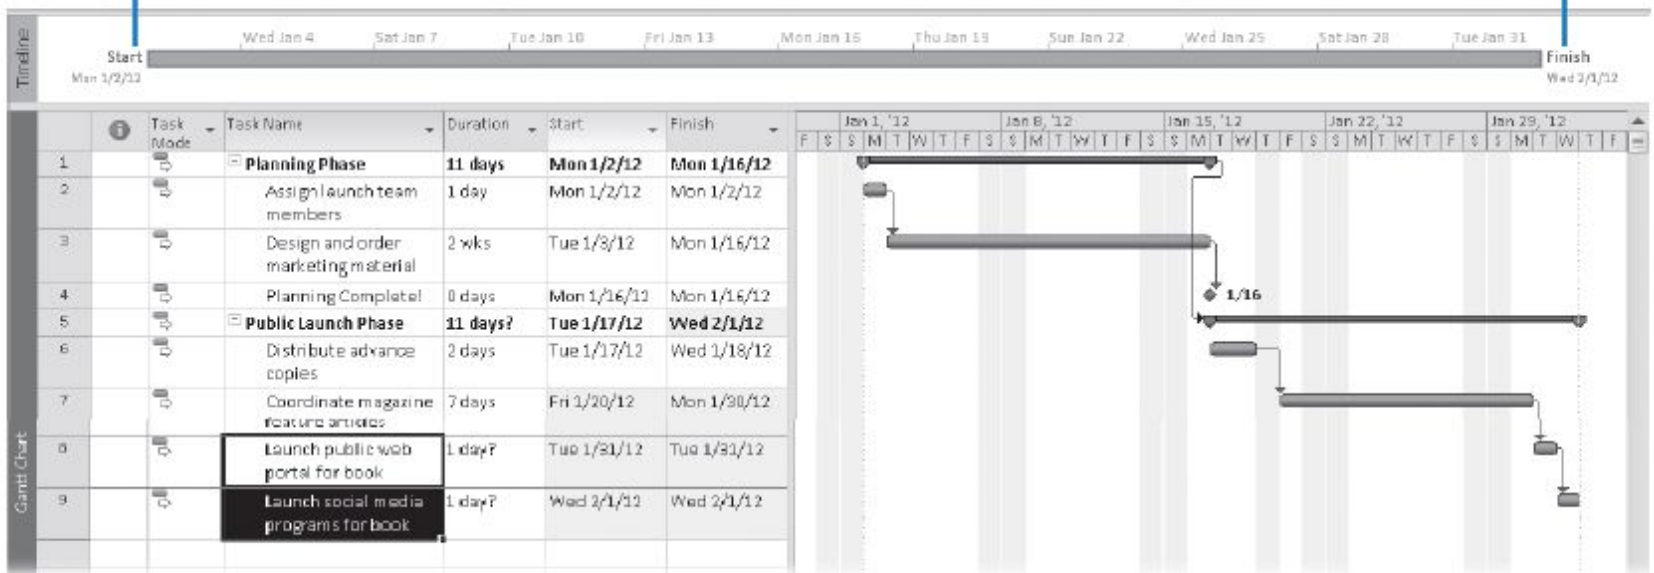 Timeline
Wed Jan 4 Sat Jan 7 Tue Jan 10 Fri Jan 13 Mon Jan 16 Thu Jan 19 Sun Jan 22 Wed Jan 25 Sat Jan 28 Tue Jan 31
Start Finish
Mon 1/2/12 Wed 2/1/12
Task Mode Task Name Duration Start Finish
Jan 1, '12 Jan 8, '12 Jan 15, '12 Jan 22, '12 Jan 29, '12
F S S M T W T F S S M T W T F S S M T W T F S S M T W T F S S M T W T F
1 Planning Phase 11 days Mon 1/2/12 Mon 1/16/12
2 Assign launch team 1 day Mon 1/2/12 Mon 1/2/12
members
3 Design and order 2 wks Tue 1/3/12 Mon 1/16/12
marketing material
4 Planning Complete! 0 days Mon 1/16/12 Mon 1/16/12 1/16
5 Public Launch Phase 11 days? Tue 1/17/12 Wed 2/1/12
6 Distribute advance 2 days Tue 1/17/12 Wed 1/18/12
copies
7 Coordinate magazine 7 days Fri 1/20/12 Mon 1/30/12
feature articles
8 Launch public web 1 day? Tue 1/31/12 Tue 1/31/12
portal for book
9 Launch social media 1 day? Wed 2/1/12 Wed 2/1/12
programs for book
Gantt Chart